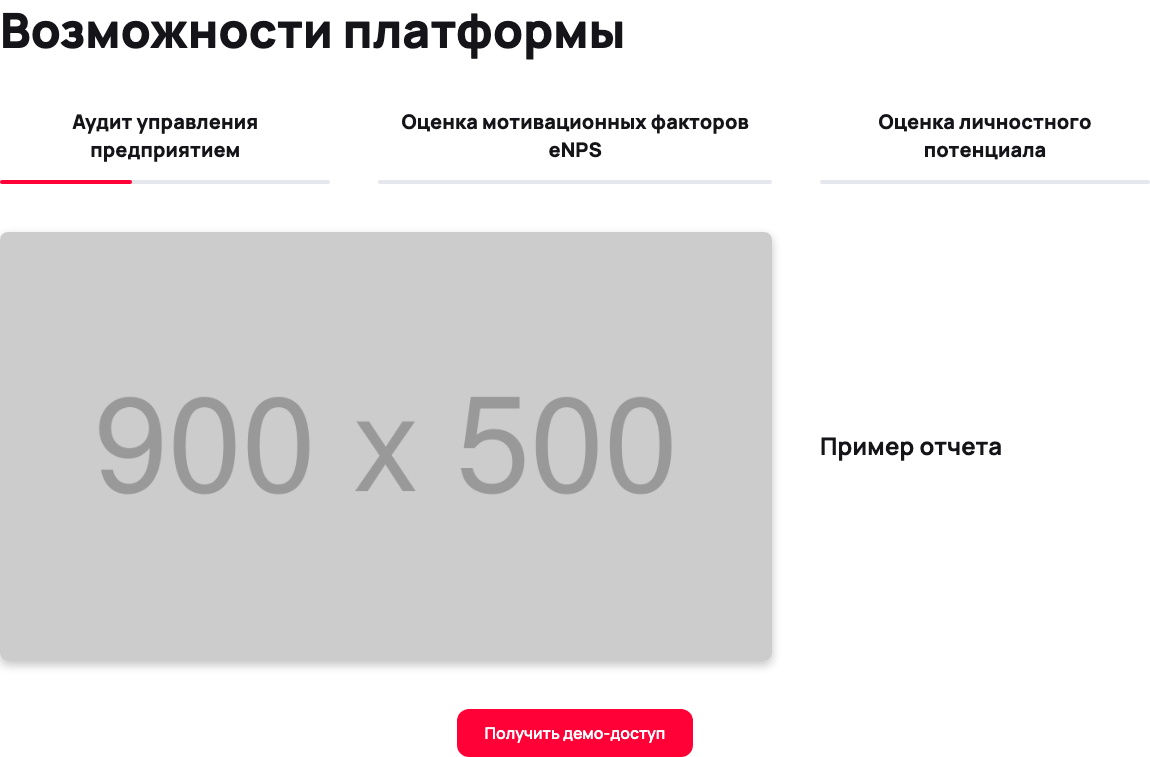 Возможности платформы
Аудит управления
предприятием
Оценка мотивационных факторов
eNPS
Оценка личностного
потенциала
900 x 500
Пример отчета
Получить демо-доступ